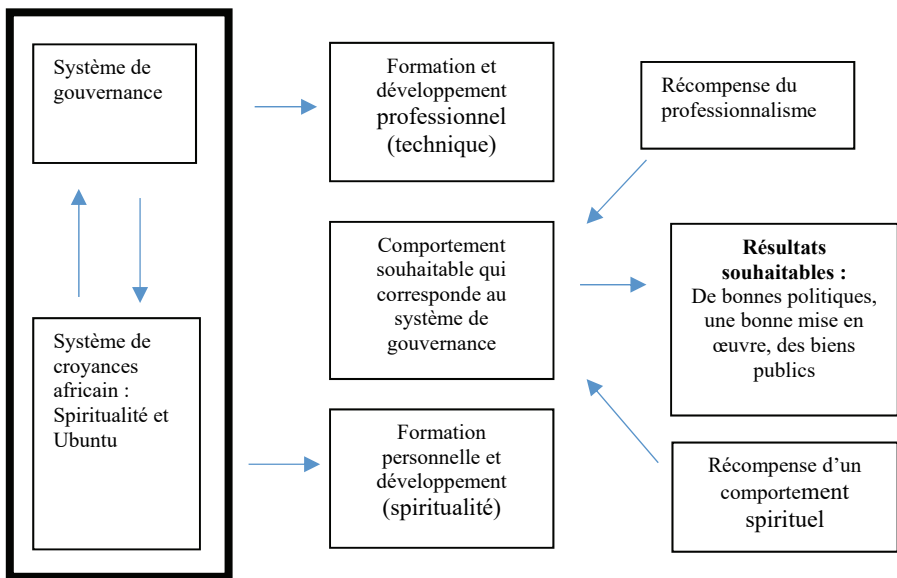 Système de
gouvernance
Formation et
développement
professionnel
(technique)
Récompense du
professionnalisme
Comportement
souhaitable qui
corresponde au
système de
gouvernance
Résultats
souhaitables :
De bonnes politiques,
une bonne mise en
œuvre, des biens
publics
Système de
croyances
africain :
Spiritualité et
Ubuntu
Formation
personnelle et
développement
(spiritualité)
Récompense d’un
comportement
spirituel